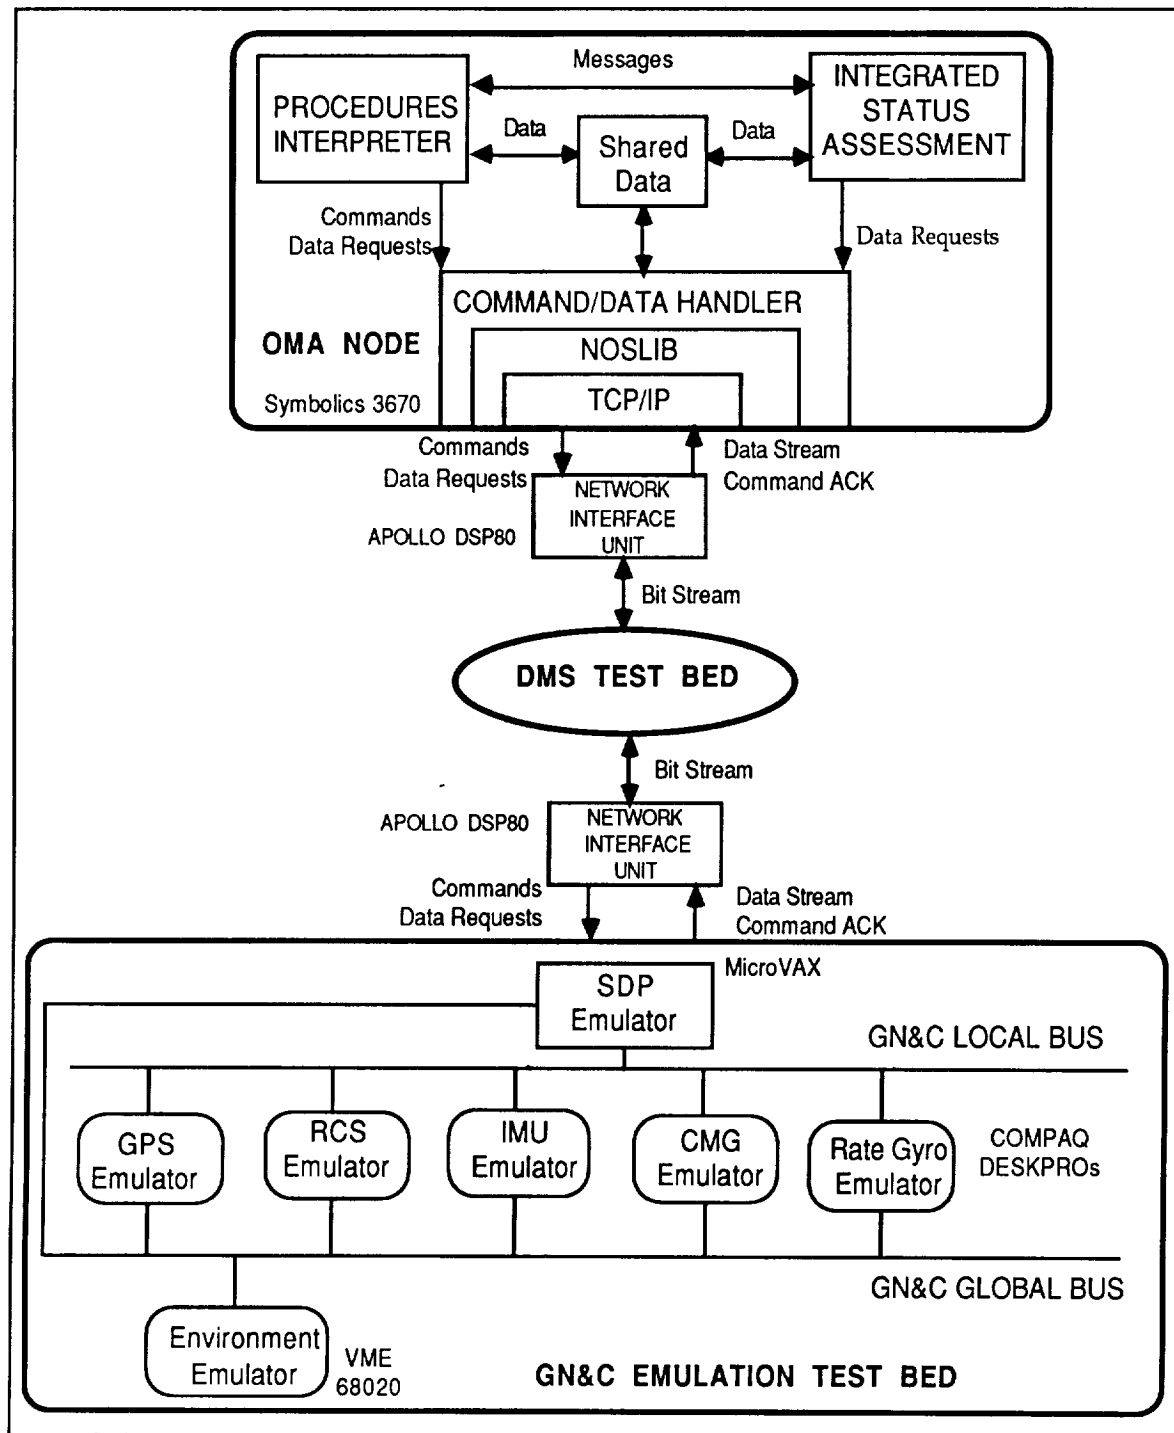 Messages
PROCEDURES
INTERPRETER
INTEGRATED
STATUS
ASSESSMENT
Data
Shared
Data
Data
Commands
Data Requests
Data Requests
COMMAND/DATA HANDLER
OMA NODE
NOSLIB
Symbolics 3670
TCP/IP
Commands
Data Requests
Data Stream
Command ACK
NETWORK
INTERFACE
UNIT
APOLLO DSP80
Bit Stream
DMS TEST BED
Bit Stream
APOLLO DSP80
NETWORK
INTERFACE
UNIT
Commands
Data Requests
Data Stream
Command ACK
MicroVAX
SDP
Emulator
GN&C LOCAL BUS
GPS
Emulator
RCS
Emulator
IMU
Emulator
CMG
Emulator
Rate Gyro
Emulator
COMPAQ
DESKPROs
GN&C GLOBAL BUS
Environment
Emulator
VME
68020
GN&C EMULATION TEST BED